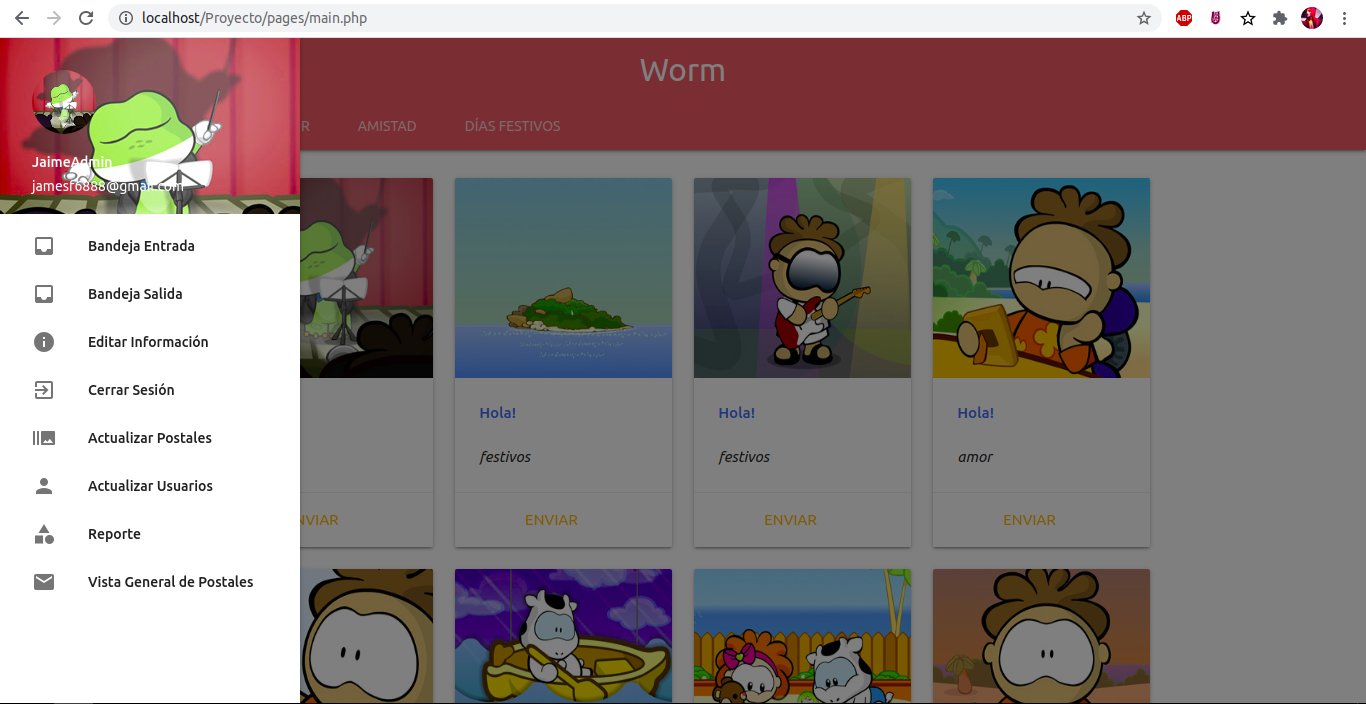 localhost/Proyecto/pages/main.php
ABP
Worm
R
AMISTAD
DÍAS FESTIVOS
JaimeAdmin
jamesr6888@gmail.com
Bandeja Entrada
Bandeja Salida
Editar Información
Cerrar Sesión
Actualizar Postales
Actualizar Usuarios
Reporte
Vista General de Postales
Hola!
Hola!
Hola!
festivos
festivos
amor
NVIAR
ENVIAR
ENVIAR
ENVIAR